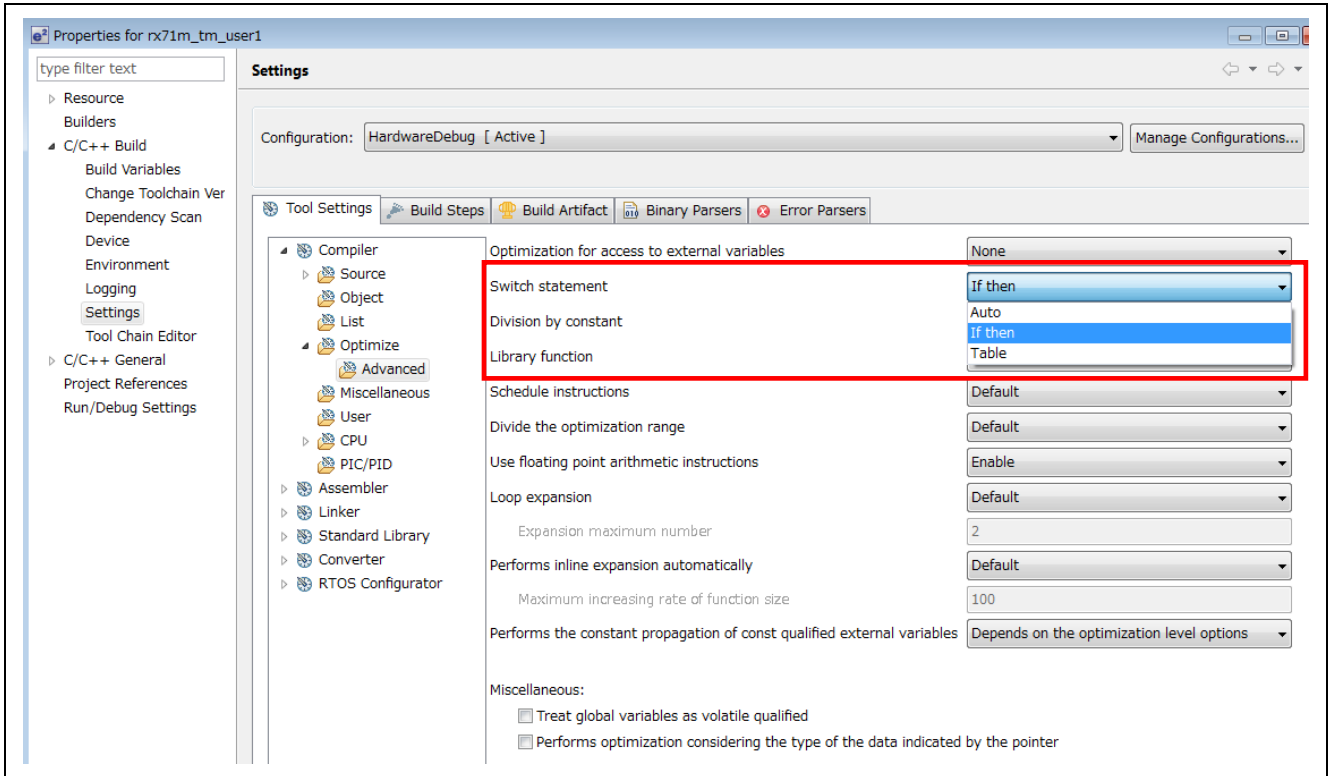 e² Properties for rx71m_tm_user1
type filter text
Settings
Resource
Builders
C/C++ Build
Build Variables
Change Toolchain Ver
Dependency Scan
Device
Environment
Logging
Settings
Tool Chain Editor
C/C++ General
Project References
Run/Debug Settings
Configuration: HardwareDebug [ Active ] Manage Configurations...
Tool Settings Build Steps Build Artifact Binary Parsers Error Parsers
Compiler
Source
Object
List
Optimize
Advanced
Miscellaneous
User
CPU
PIC/PID
Assembler
Linker
Standard Library
Converter
RTOS Configurator
Optimization for access to external variables None
Switch statement If then
Auto
If then
Table
Division by constant
Library function
Schedule instructions Default
Divide the optimization range Default
Use floating point arithmetic instructions Enable
Loop expansion Default
Expansion maximum number 2
Performs inline expansion automatically Default
Maximum increasing rate of function size 100
Performs the constant propagation of const qualified external variables Depends on the optimization level options
Miscellaneous:
Treat global variables as volatile qualified
Performs optimization considering the type of the data indicated by the pointer